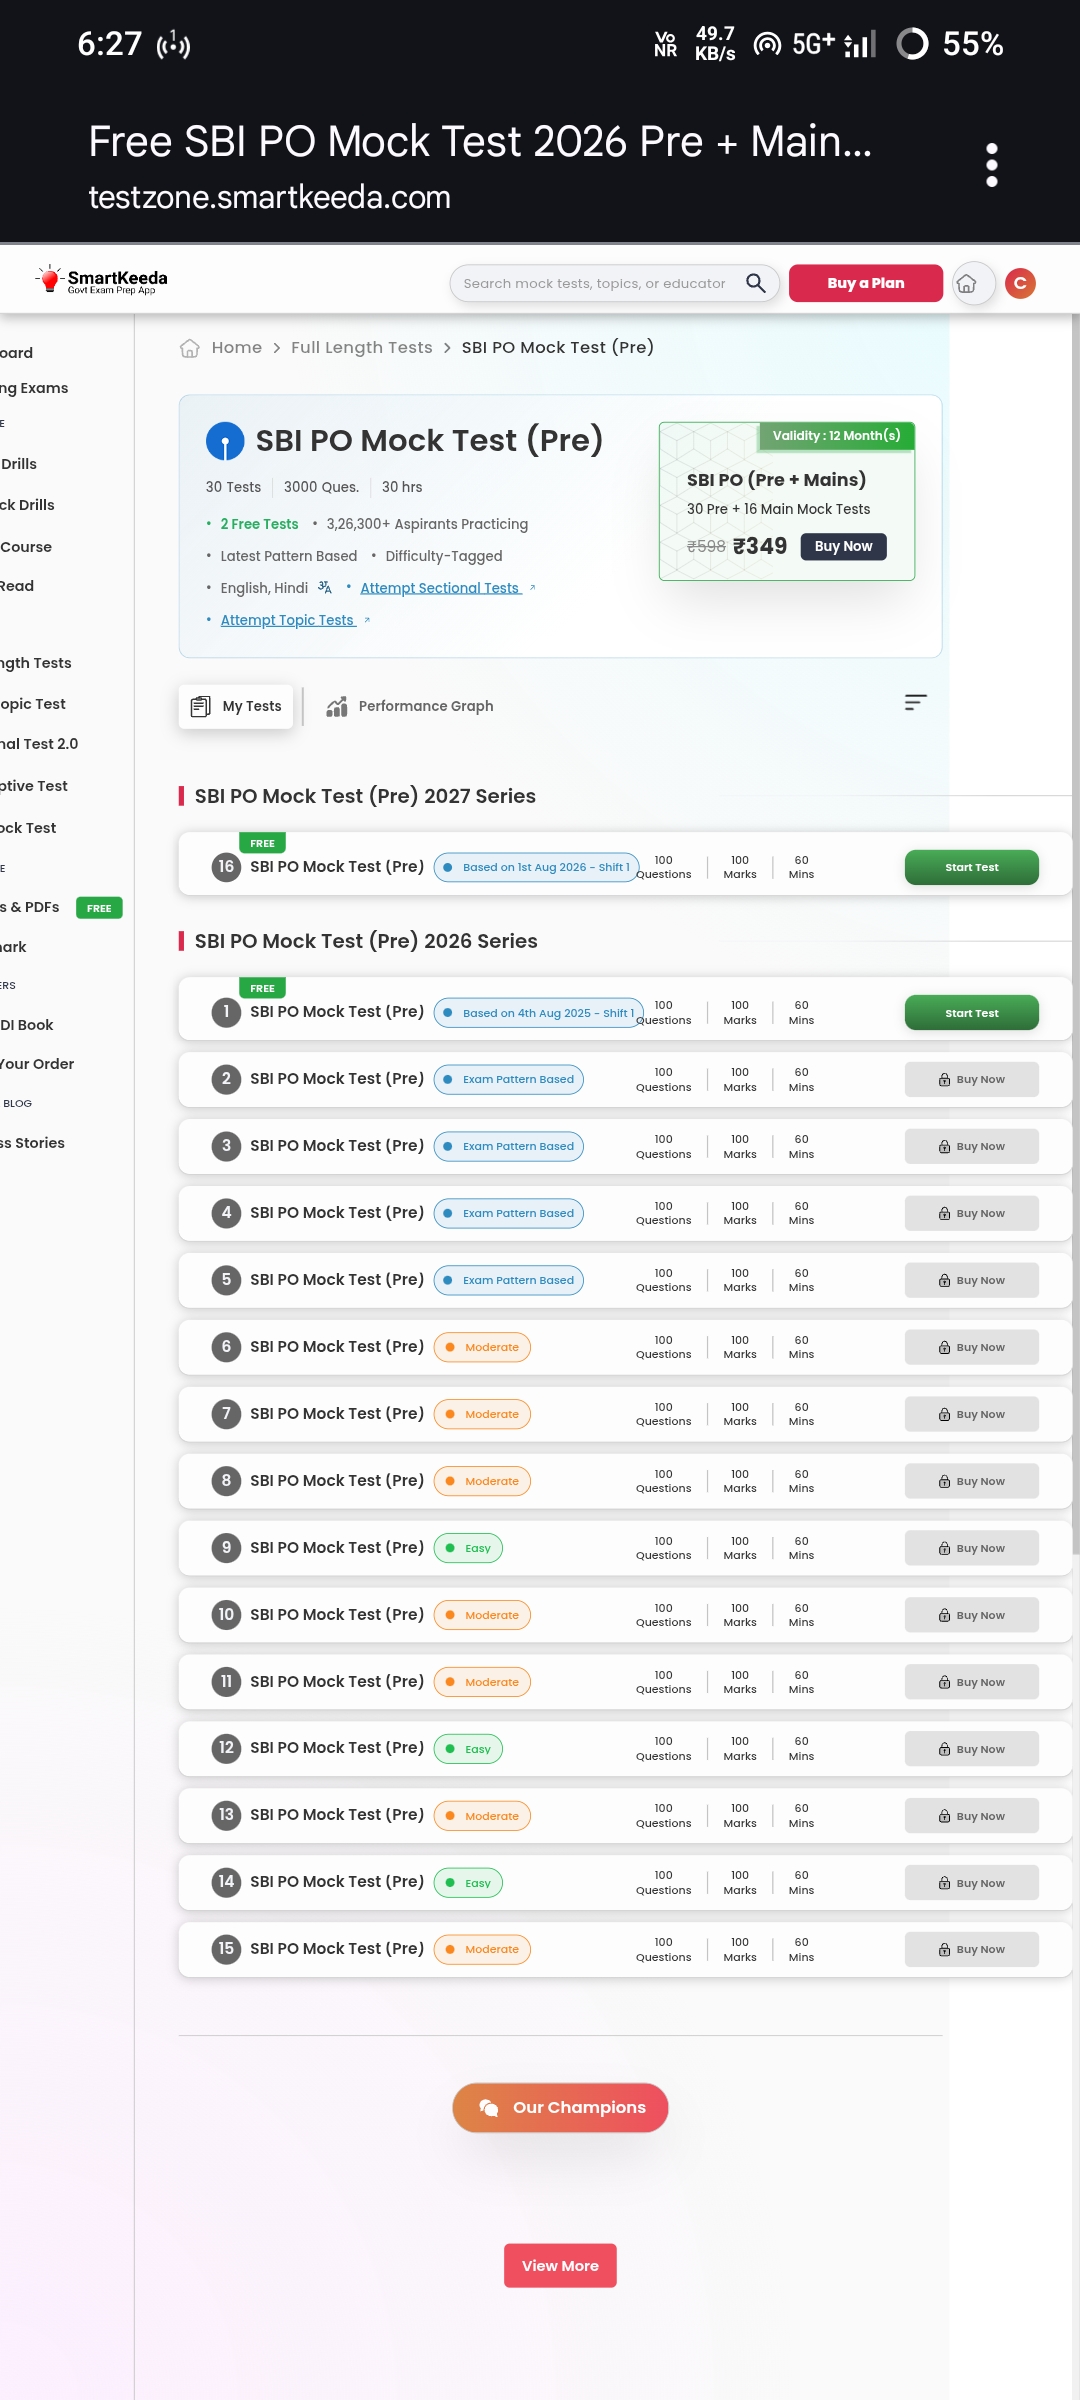 6:27
1
Vo NR
49.7 KB/s
5G+
55%
Free SBI PO Mock Test 2026 Pre + Main...
testzone.smartkeeda.com
SmartKeeda
Govt Exam Prep App
Search mock tests, topics, or educator
Buy a Plan
C
oard
ng Exams
E
Drills
ck Drills
Course
Read
ngth Tests
opic Test
nal Test 2.0
ptive Test
ock Test
E
s & PDFs FREE
nark
ERS
DI Book
Your Order
BLOG
ss Stories
Home > Full Length Tests > SBI PO Mock Test (Pre)
SBI PO Mock Test (Pre)
30 Tests 3000 Ques. 30 hrs
• 2 Free Tests • 3,26,300+ Aspirants Practicing
• Latest Pattern Based • Difficulty-Tagged
• English, Hindi • Attempt Sectional Tests
• Attempt Topic Tests
Validity : 12 Month(s)
SBI PO (Pre + Mains)
30 Pre + 16 Main Mock Tests
₹598 ₹349 Buy Now
My Tests
Performance Graph
SBI PO Mock Test (Pre) 2027 Series
FREE
16 SBI PO Mock Test (Pre) Based on 1st Aug 2026 - Shift 1 100 Questions 100 Marks 60 Mins Start Test
SBI PO Mock Test (Pre) 2026 Series
FREE
1 SBI PO Mock Test (Pre) Based on 4th Aug 2025 - Shift 1 100 Questions 100 Marks 60 Mins Start Test
2 SBI PO Mock Test (Pre) Exam Pattern Based 100 Questions 100 Marks 60 Mins Buy Now
3 SBI PO Mock Test (Pre) Exam Pattern Based 100 Questions 100 Marks 60 Mins Buy Now
4 SBI PO Mock Test (Pre) Exam Pattern Based 100 Questions 100 Marks 60 Mins Buy Now
5 SBI PO Mock Test (Pre) Exam Pattern Based 100 Questions 100 Marks 60 Mins Buy Now
6 SBI PO Mock Test (Pre) Moderate 100 Questions 100 Marks 60 Mins Buy Now
7 SBI PO Mock Test (Pre) Moderate 100 Questions 100 Marks 60 Mins Buy Now
8 SBI PO Mock Test (Pre) Moderate 100 Questions 100 Marks 60 Mins Buy Now
9 SBI PO Mock Test (Pre) Easy 100 Questions 100 Marks 60 Mins Buy Now
10 SBI PO Mock Test (Pre) Moderate 100 Questions 100 Marks 60 Mins Buy Now
11 SBI PO Mock Test (Pre) Moderate 100 Questions 100 Marks 60 Mins Buy Now
12 SBI PO Mock Test (Pre) Easy 100 Questions 100 Marks 60 Mins Buy Now
13 SBI PO Mock Test (Pre) Moderate 100 Questions 100 Marks 60 Mins Buy Now
14 SBI PO Mock Test (Pre) Easy 100 Questions 100 Marks 60 Mins Buy Now
15 SBI PO Mock Test (Pre) Moderate 100 Questions 100 Marks 60 Mins Buy Now
Our Champions
View More